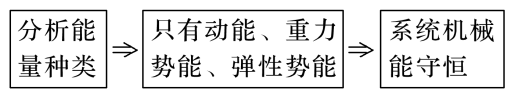 分析能
量种类
⇒
只有动能、重力
势能、弹性势能
⇒
系统机械
能守恒